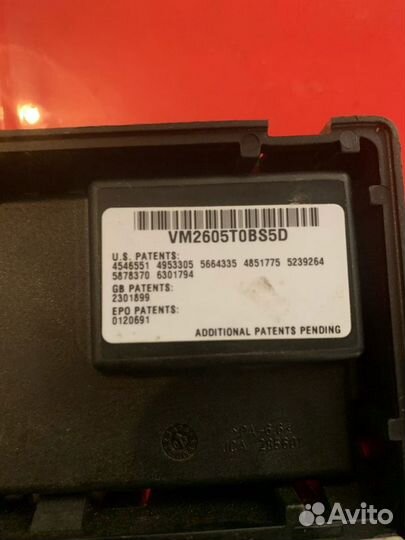 VM2605T0BS5D
U.S. PATENTS:
4546551 4953305 5664335 4851775 5239264
5878370 6301794
GB PATENTS:
2301899
EPO PATENTS:
0120691
ADDITIONAL PATENTS PENDING
Avito